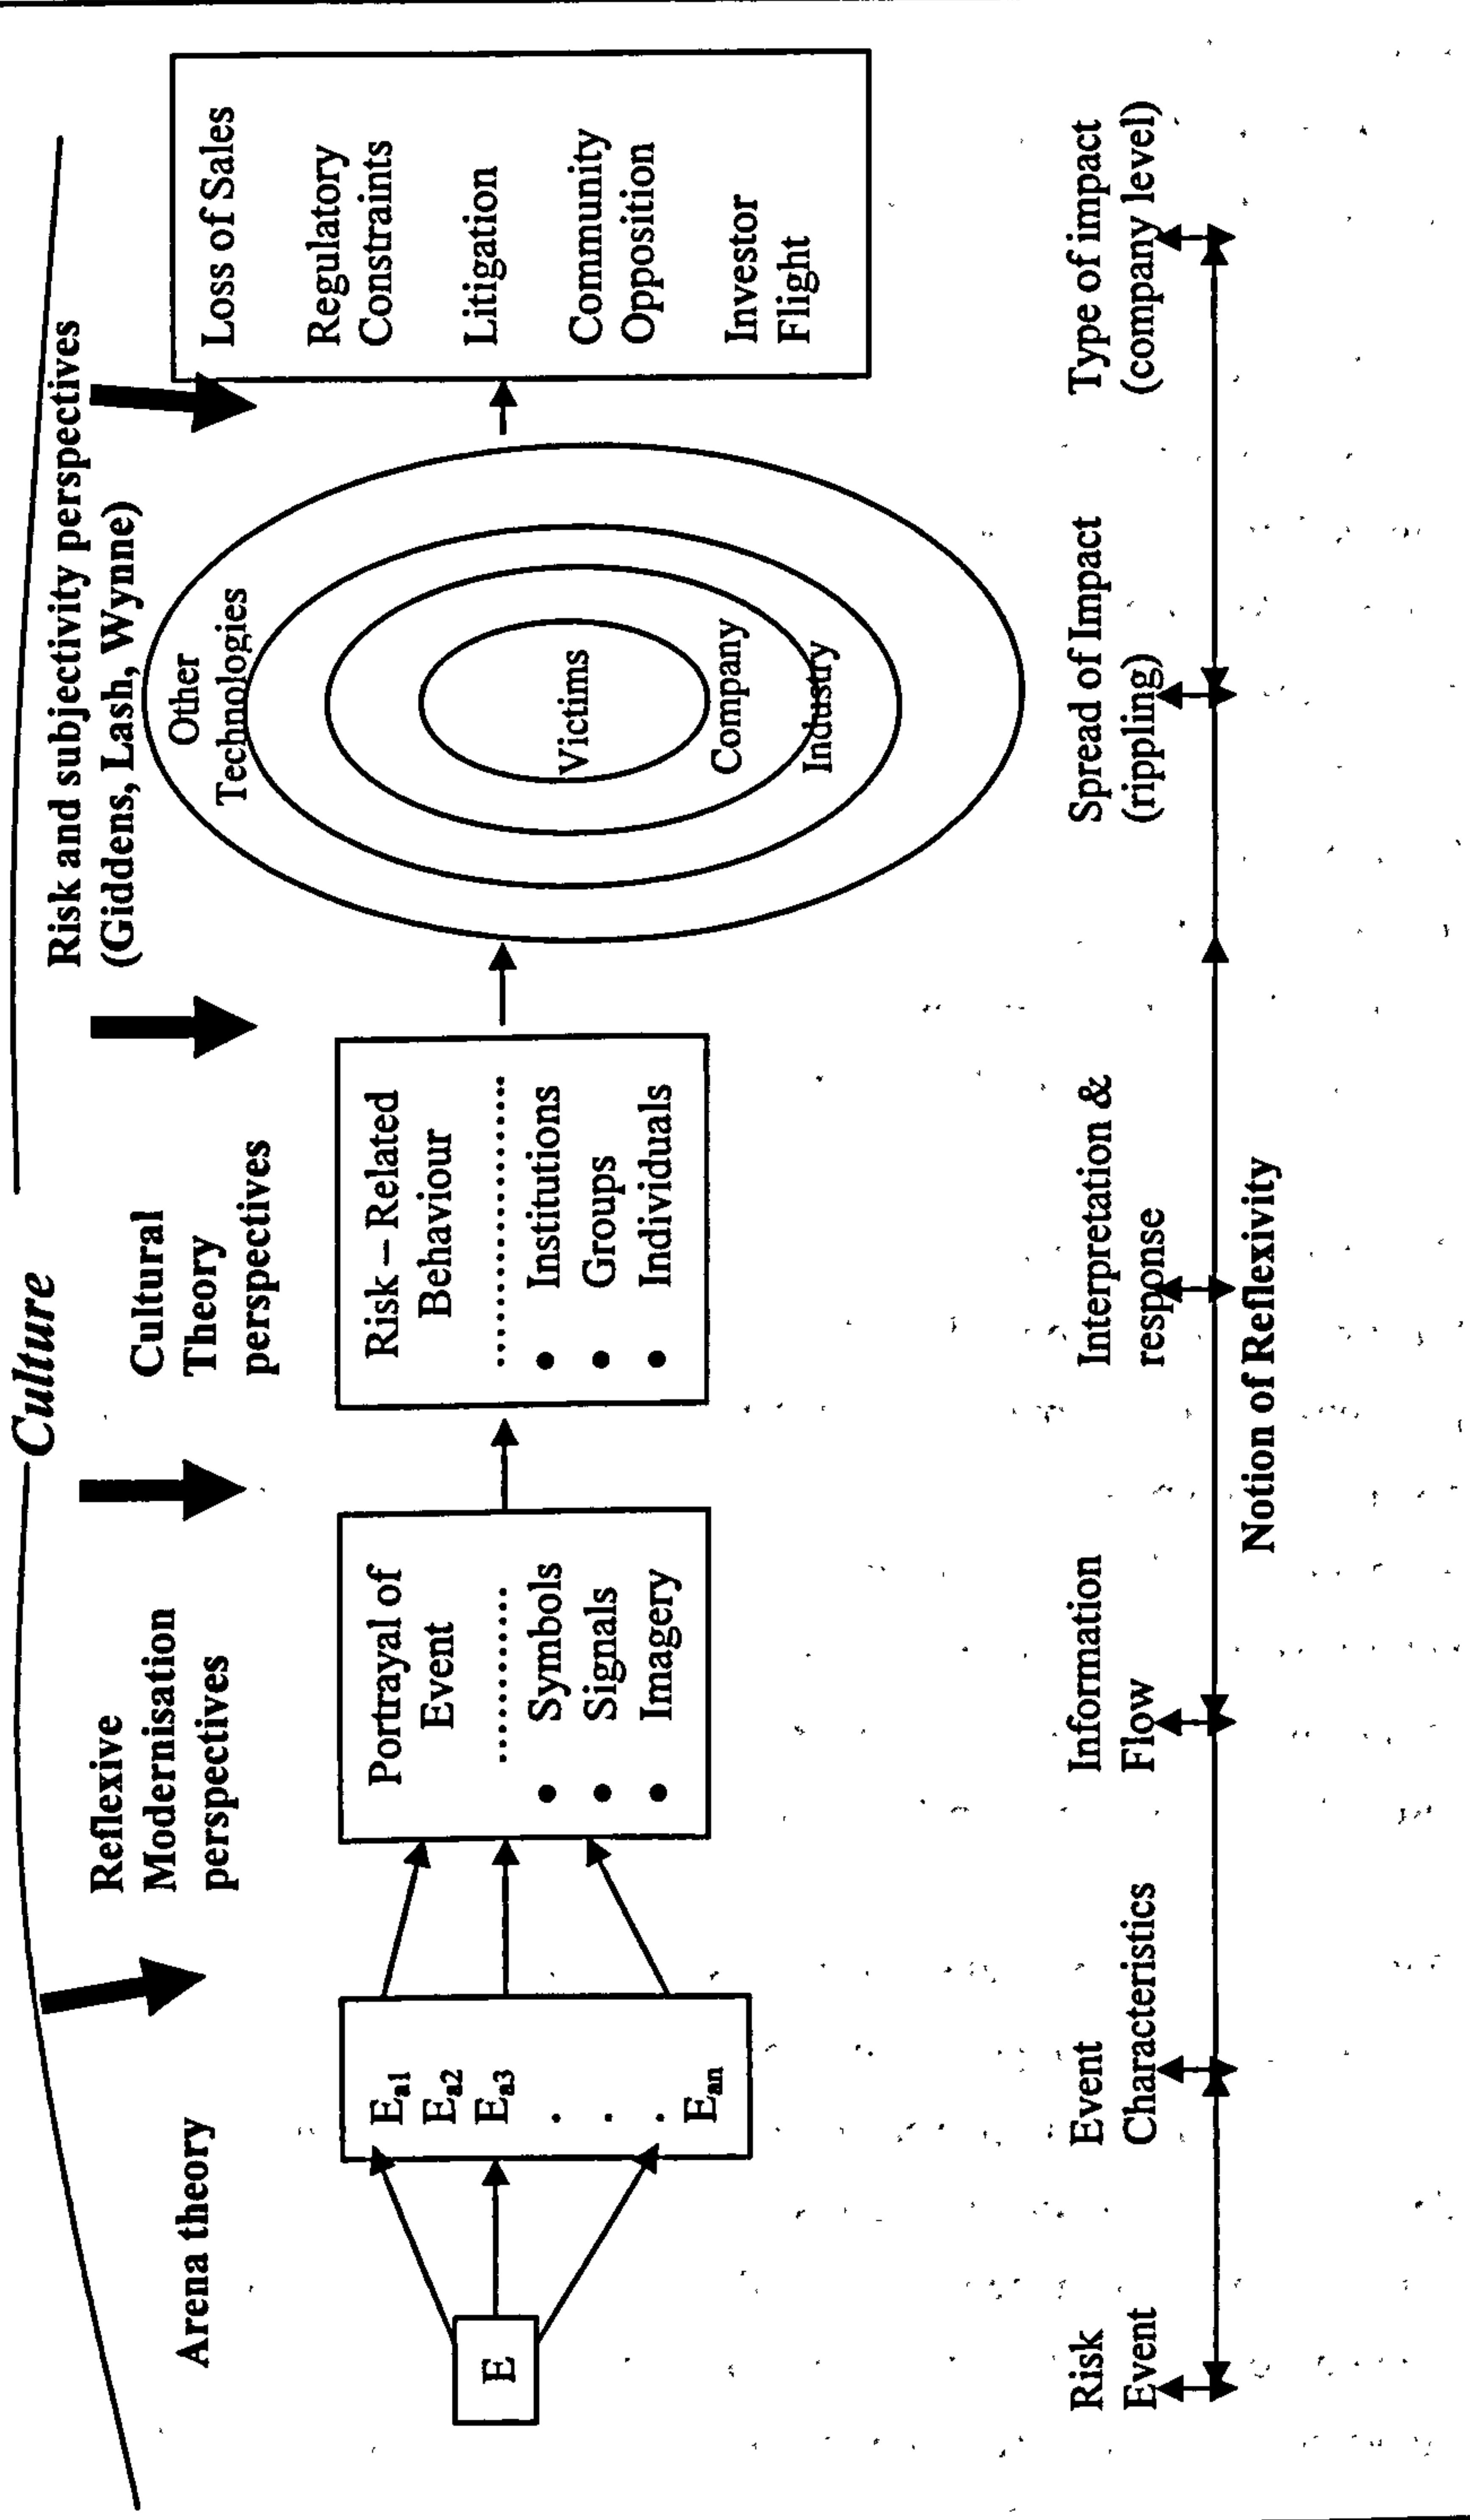 Culture
Arena theory
Reflexive
Modernisation
perspectives
Cultural
Theory
perspectives
Risk and subjectivity perspectives
(Giddens, Lash, Wynne)
E
Ea1
Ea2
Ea3
.
.
.
Ean
Portrayal of
Event
..................
• Symbols
• Signals
• Imagery
Risk – Related
Behaviour
..............................
• Institutions
• Groups
• Individuals
Other
Technologies
Victims
Company
Industry
Loss of Sales
Regulatory
Constraints
Litigation
Community
Opposition
Investor
Flight
Risk
Event
Event
Characteristics
Information
Flow
Interpretation &
response
Spread of Impact
(rippling)
Type of impact
(company level)
Notion of Reflexivity